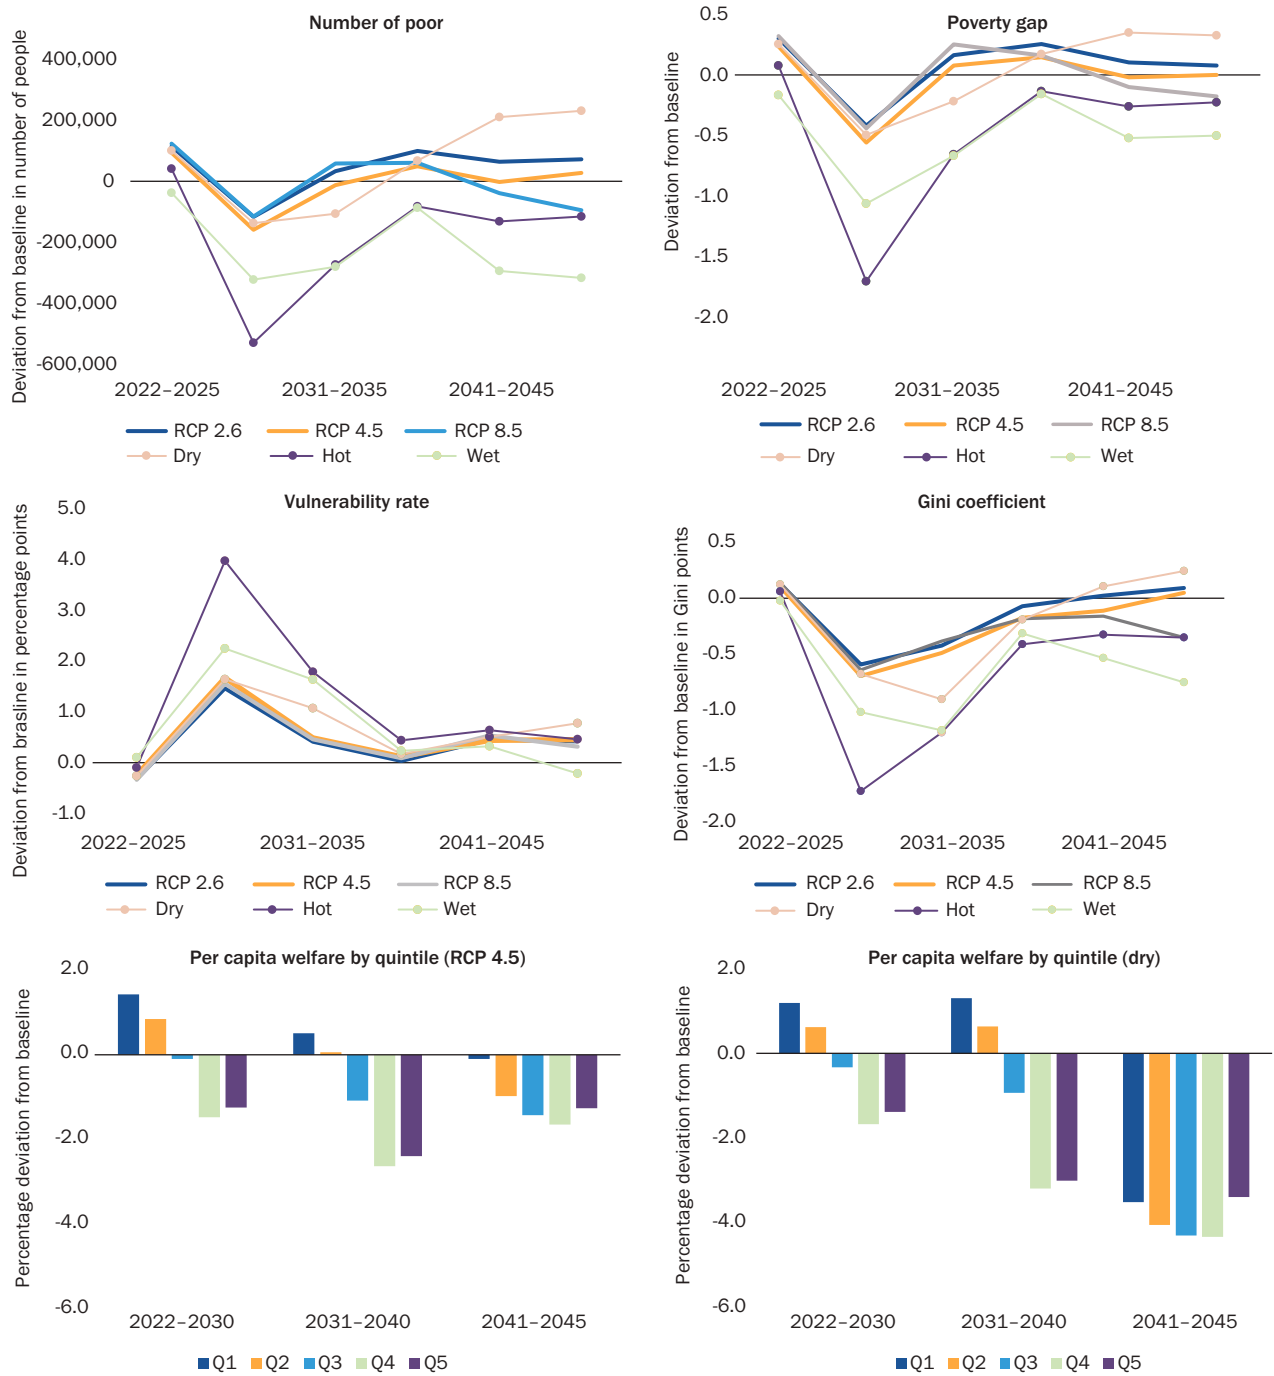 Number of poor
Deviation from baseline in number of people
400,000
200,000
0
-200,000
-400,000
-600,000
2022–2025 2031–2035 2041–2045
RCP 2.6 RCP 4.5 RCP 8.5
Dry Hot Wet
Poverty gap
Deviation from baseline
0.5
0.0
-0.5
-1.0
-1.5
-2.0
2022–2025 2031–2035 2041–2045
RCP 2.6 RCP 4.5 RCP 8.5
Dry Hot Wet
Vulnerability rate
Deviation from brasline in percentage points
5.0
4.0
3.0
2.0
1.0
0.0
-1.0
2022–2025 2031–2035 2041–2045
RCP 2.6 RCP 4.5 RCP 8.5
Dry Hot Wet
Gini coefficient
Deviation from baseline in Gini points
0.5
0.0
-0.5
-1.0
-1.5
-2.0
2022–2025 2031–2035 2041–2045
RCP 2.6 RCP 4.5 RCP 8.5
Dry Hot Wet
Per capita welfare by quintile (RCP 4.5)
Percentage deviation from baseline
2.0
0.0
-2.0
-4.0
-6.0
2022–2030 2031–2040 2041–2045
Q1 Q2 Q3 Q4 Q5
Per capita welfare by quintile (dry)
Percentage deviation from baseline
2.0
0.0
-2.0
-4.0
-6.0
2022–2030 2031–2040 2041–2045
Q1 Q2 Q3 Q4 Q5